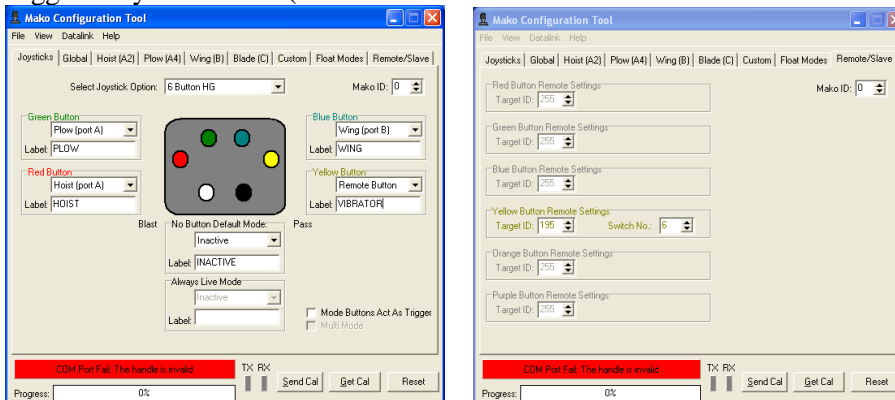 Mako Configuration Tool
File View Datalink Help
Joysticks Global Hoist (A2) Plow (A4) Wing (B) Blade (C) Custom Float Modes Remote/Slave
Select Joystick Option: 6 Button HG Mako ID: 0
Green Button
Plow (port A)
Label: PLOW
Blue Button
Wing (port B)
Label: WING
Red Button
Hoist (port A)
Label: HOIST
Yellow Button
Remote Button
Label: VIBRATOR
Blast No Button Default Mode: Pass
Inactive
Label: INACTIVE
Always Live Mode
Inactive
Label:
Mode Buttons Act As Trigger
Multi Mode
COM Port Fail: The handle is invalid TX RX
Progress: 0% Send Cal Get Cal Reset
Mako Configuration Tool
File View Datalink Help
Joysticks Global Hoist (A2) Plow (A4) Wing (B) Blade (C) Custom Float Modes Remote/Slave
Mako ID: 0
Red Button Remote Settings
Target ID: 255
Green Button Remote Settings
Target ID: 255
Blue Button Remote Settings
Target ID: 255
Yellow Button Remote Settings
Target ID: 195 Switch No.: 6
Orange Button Remote Settings
Target ID: 255
Purple Button Remote Settings
Target ID: 255
COM Port Fail: The handle is invalid TX RX
Progress: 0% Send Cal Get Cal Reset